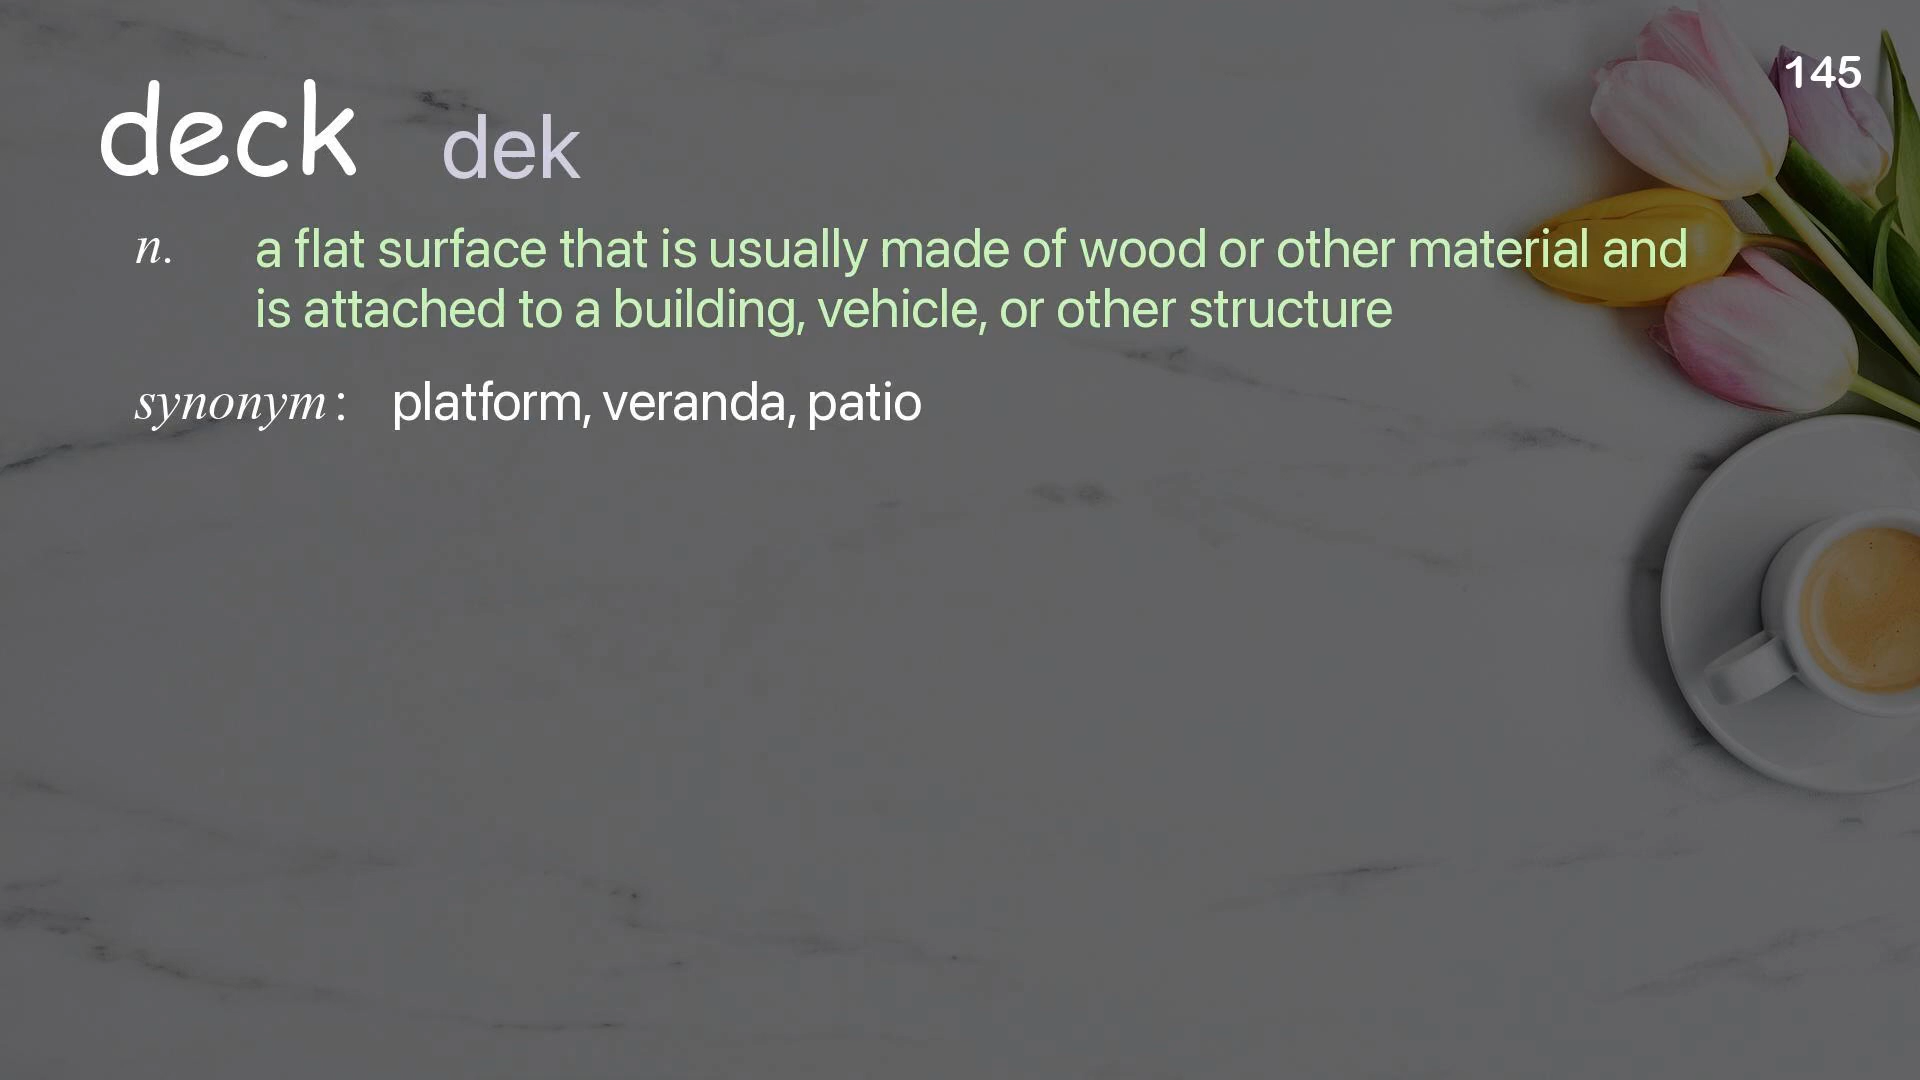 145
deck dek
n. a flat surface that is usually made of wood or other material and
is attached to a building, vehicle, or other structure
synonym : platform, veranda, patio